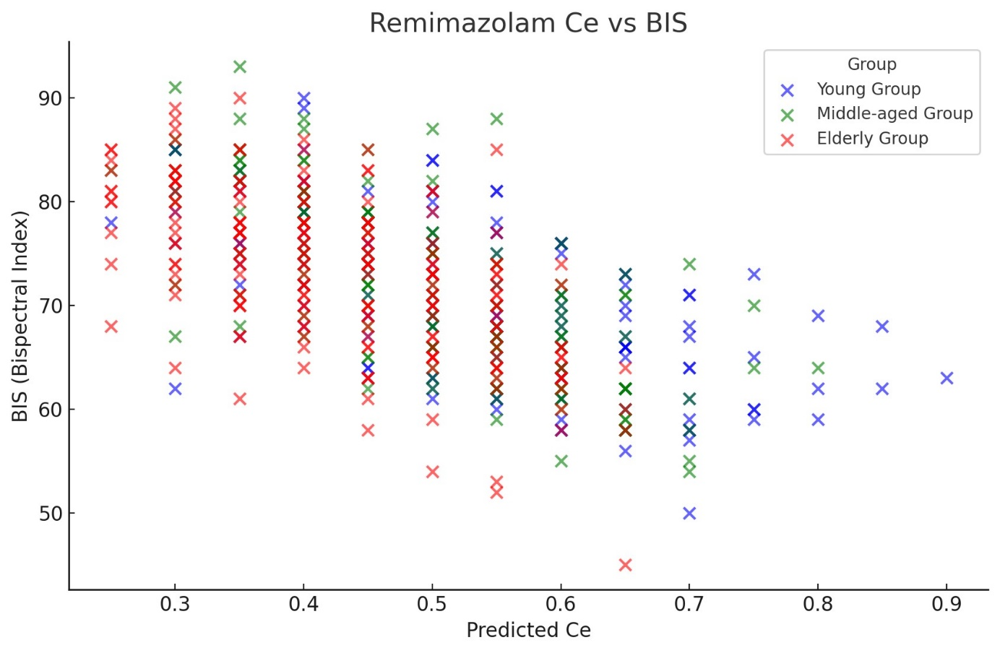 Remimazolam Ce vs BIS
Group
Young Group
Middle-aged Group
Elderly Group
90
80
70
60
50
BIS (Bispectral Index)
0.3 0.4 0.5 0.6 0.7 0.8 0.9
Predicted Ce